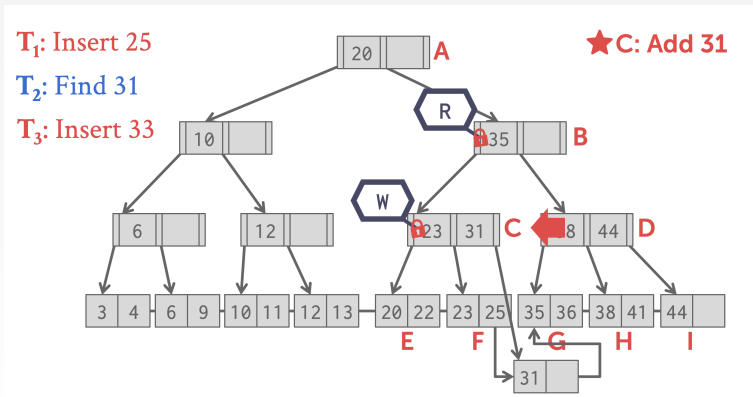 T₁: Insert 25
T₂: Find 31
T₃: Insert 33
★C: Add 31
20 A
R
10 35 B
W
6 12 23 31 C 8 44 D
3 4 6 9 10 11 12 13 20 22 23 25 35 36 38 41 44
E F G H I
31